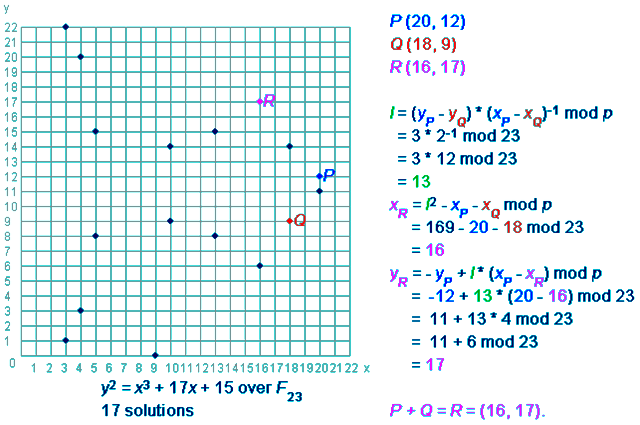 y
22
21
20
19
18
17
16
15
14
13
12
11
10
9
8
7
6
5
4
3
2
1
0
1 2 3 4 5 6 7 8 9 10 11 12 13 14 15 16 17 18 19 20 21 22 x
R
P
Q
y² = x³ + 17x + 15 over F₂₃
17 solutions
P (20, 12)
Q (18, 9)
R (16, 17)
l = (yP - yQ) * (xP - xQ)⁻¹ mod p
= 3 * 2⁻¹ mod 23
= 3 * 12 mod 23
= 13
xR = l² - xP - xQ mod p
= 169 - 20 - 18 mod 23
= 16
yR = - yP + l * (xP - xR) mod p
= -12 + 13 * (20 - 16) mod 23
= 11 + 13 * 4 mod 23
= 11 + 6 mod 23
= 17
P + Q = R = (16, 17).